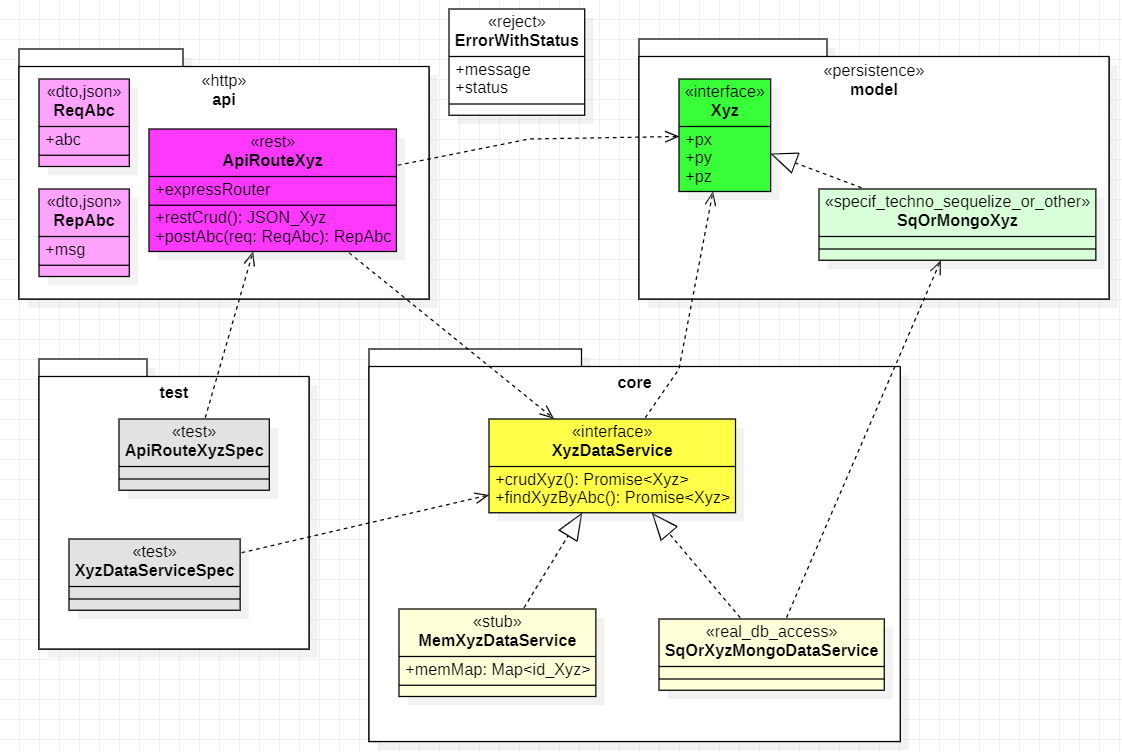 «reject»
ErrorWithStatus
+message
+status
«http»
api
«dto,json»
ReqAbc
+abc
«dto,json»
RepAbc
+msg
«rest»
ApiRouteXyz
+expressRouter
+restCrud(): JSON_Xyz
+postAbc(req: ReqAbc): RepAbc
«persistence»
model
«interface»
Xyz
+px
+py
+pz
«specif_techno_sequelize_or_other»
SqOrMongoXyz
test
«test»
ApiRouteXyzSpec
«test»
XyzDataServiceSpec
core
«interface»
XyzDataService
+crudXyz(): Promise<Xyz>
+findXyzByAbc(): Promise<Xyz>
«stub»
MemXyzDataService
+memMap: Map<id_Xyz>
«real_db_access»
SqOrXyzMongoDataService